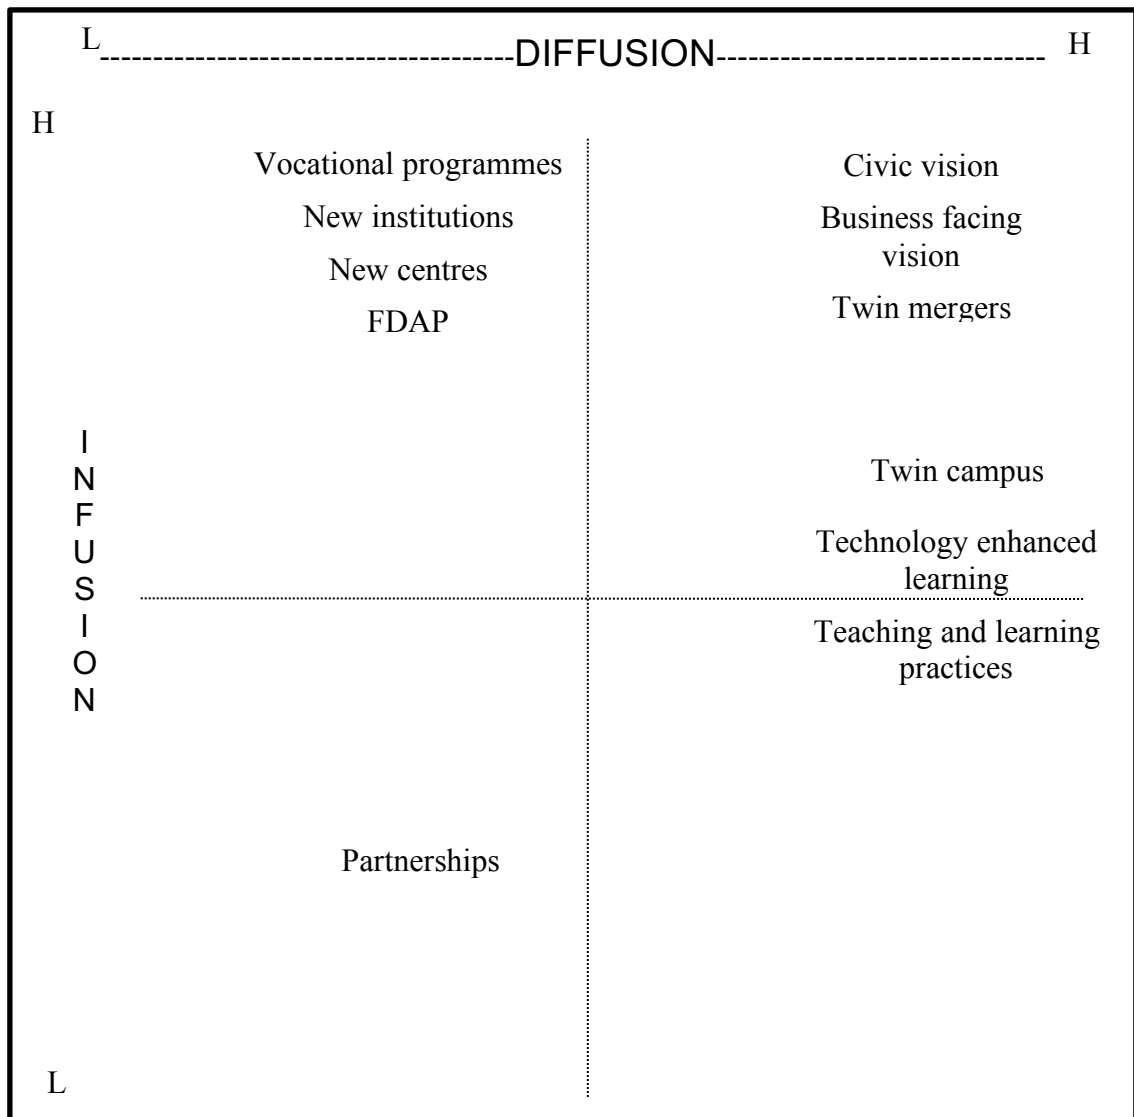 L
DIFFUSION
H
H
Vocational programmes
New institutions
New centres
FDAP
Civic vision
Business facing
vision
Twin mergers
I
N
F
U
S
I
O
N
Twin campus
Technology enhanced
learning
Teaching and learning
practices
Partnerships
L